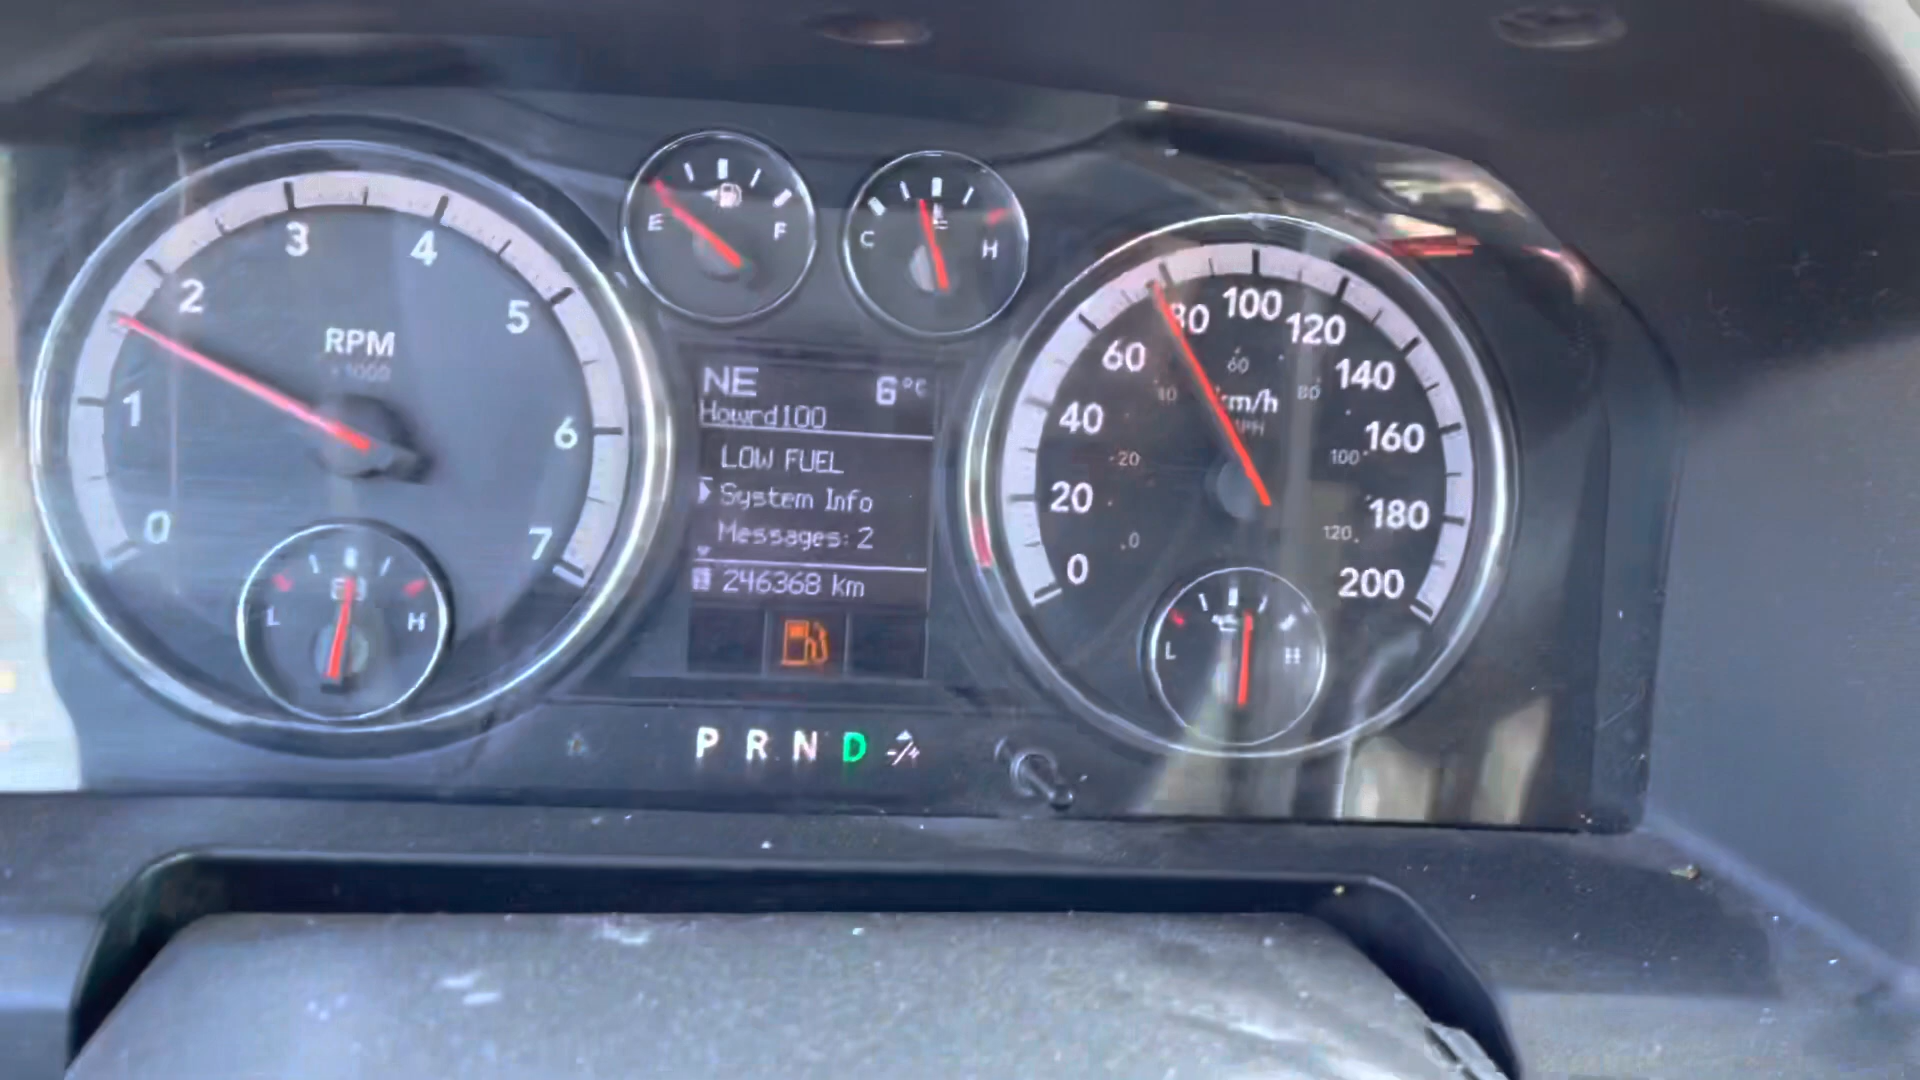 0 1 2 3 4 5 6 7
RPM
x1000
L H
E F
C H
NE 6°C
Howrd100
LOW FUEL
System Info
Messages: 2
246368 km
P R N D -/+
0 20 40 60 80 100 120 140 160 180 200
km/h
MPH
0 20 40 60 80 100 120
L H